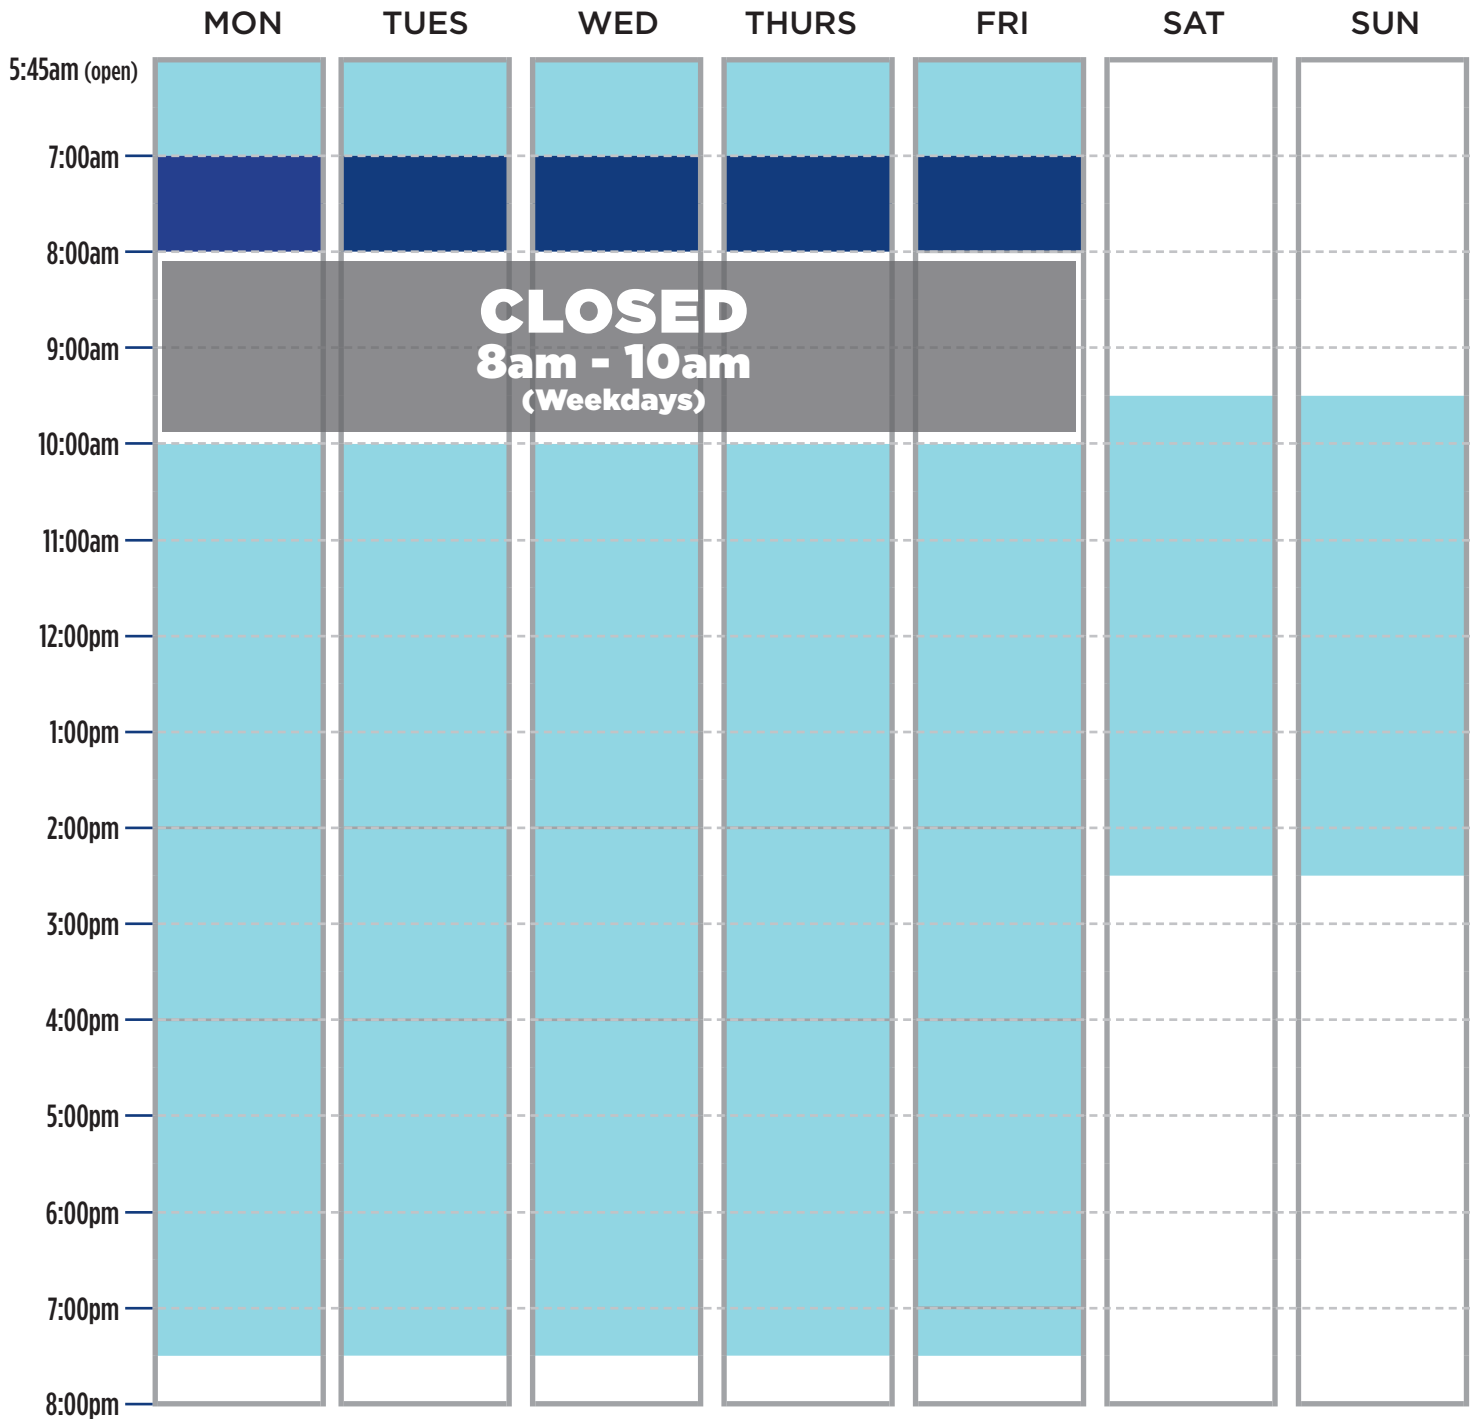 MON TUES WED THURS FRI SAT SUN
5:45am (open)
7:00am
8:00am
CLOSED
9:00am
8am - 10am
(Weekdays)
10:00am
11:00am
12:00pm
1:00pm
2:00pm
3:00pm
4:00pm
5:00pm
6:00pm
7:00pm
8:00pm